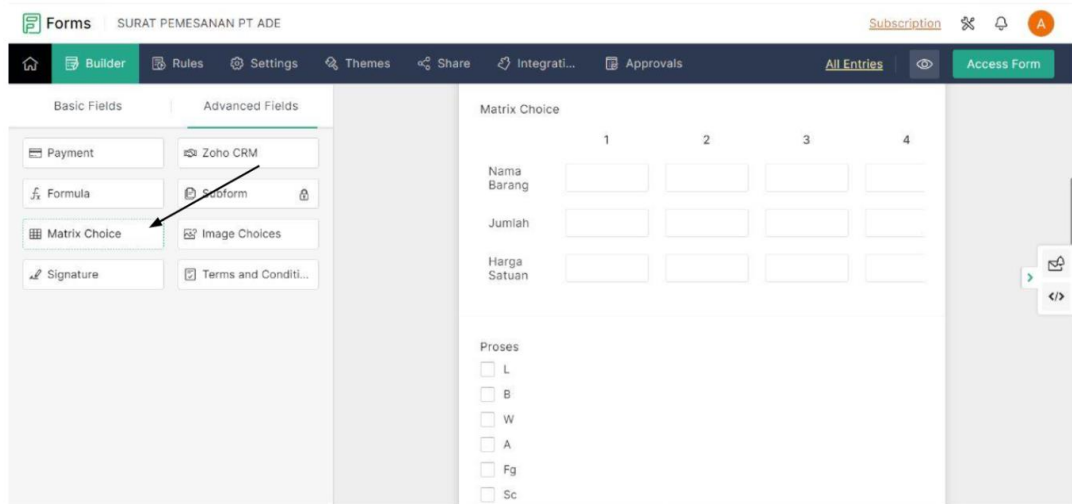 Forms SURAT PEMESANAN PT ADE Subscription A
Builder Rules Settings Themes Share Integrati... Approvals All Entries Access Form
Basic Fields Advanced Fields
Payment Zoho CRM
Formula Subform
Matrix Choice Image Choices
Signature Terms and Conditi...
Matrix Choice
1 2 3 4
Nama
Barang
Jumlah
Harga
Satuan
Proses
L
B
W
A
Fg
Sc